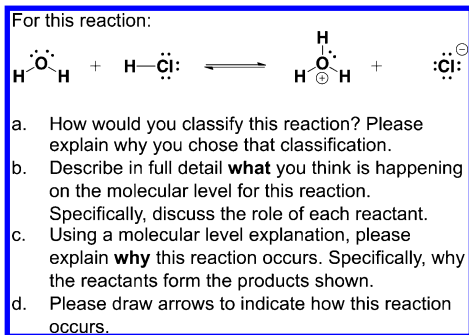 For this reaction:
H
H O H + H—Cl: H O H + :Cl:
a. How would you classify this reaction? Please
explain why you chose that classification.
b. Describe in full detail what you think is happening
on the molecular level for this reaction.
Specifically, discuss the role of each reactant.
c. Using a molecular level explanation, please
explain why this reaction occurs. Specifically, why
the reactants form the products shown.
d. Please draw arrows to indicate how this reaction
occurs.